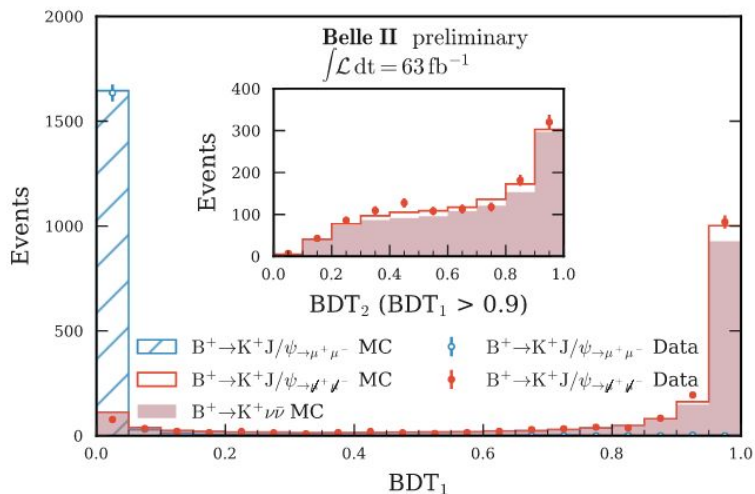 Belle II preliminary
∫ℒ dt = 63 fb⁻¹
Events
1500
1000
500
0
0.0 0.2 0.4 0.6 0.8 1.0
BDT₁
Events
400
300
200
100
0
0.0 0.2 0.4 0.6 0.8 1.0
BDT₂ (BDT₁ > 0.9)
B⁺→K⁺J/ψ→μ⁺μ⁻ MC
B⁺→K⁺J/ψ→μ̸⁺μ̸⁻ MC
B⁺→K⁺νν̄ MC
B⁺→K⁺J/ψ→μ⁺μ⁻ Data
B⁺→K⁺J/ψ→μ̸⁺μ̸⁻ Data